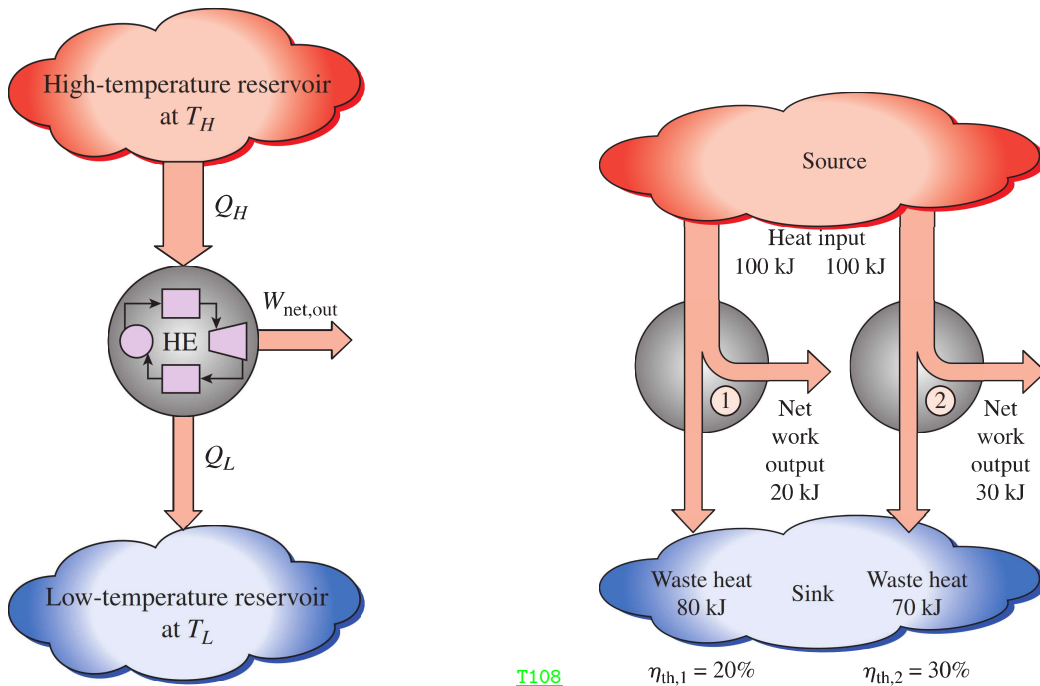 High-temperature reservoir
at T_H
Q_H
W_net,out
HE
Q_L
Low-temperature reservoir
at T_L
Source
Heat input
100 kJ 100 kJ
1
2
Net
work
output
20 kJ
Net
work
output
30 kJ
Waste heat
80 kJ
Sink
Waste heat
70 kJ
T108
η_th,1 = 20%
η_th,2 = 30%